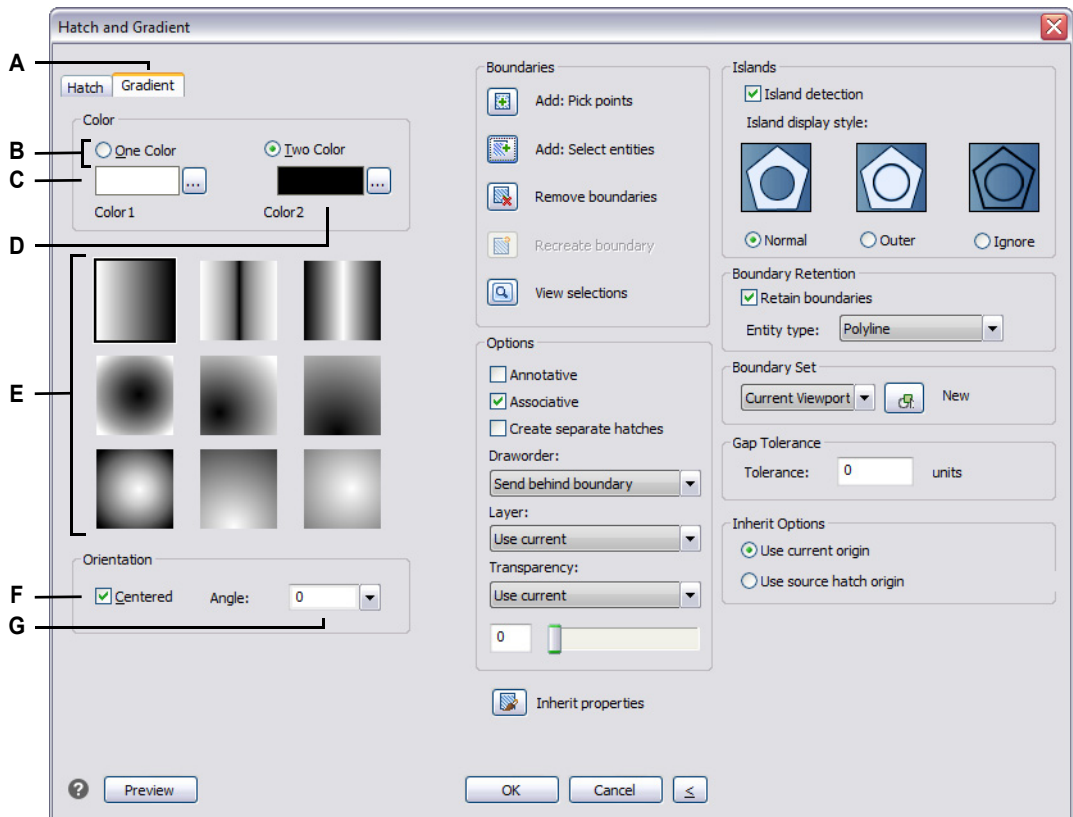 Hatch and Gradient
A
Hatch
Gradient
Color
B
One Color
Two Color
C
...
...
Color1
Color2
D
E
Orientation
F
Centered
Angle:
0
G
Boundaries
Add: Pick points
Add: Select entities
Remove boundaries
Recreate boundary
View selections
Options
Annotative
Associative
Create separate hatches
Draworder:
Send behind boundary
Layer:
Use current
Transparency:
Use current
0
Inherit properties
Islands
Island detection
Island display style:
Normal
Outer
Ignore
Boundary Retention
Retain boundaries
Entity type:
Polyline
Boundary Set
Current Viewport
New
Gap Tolerance
Tolerance:
0
units
Inherit Options
Use current origin
Use source hatch origin
?
Preview
OK
Cancel
<